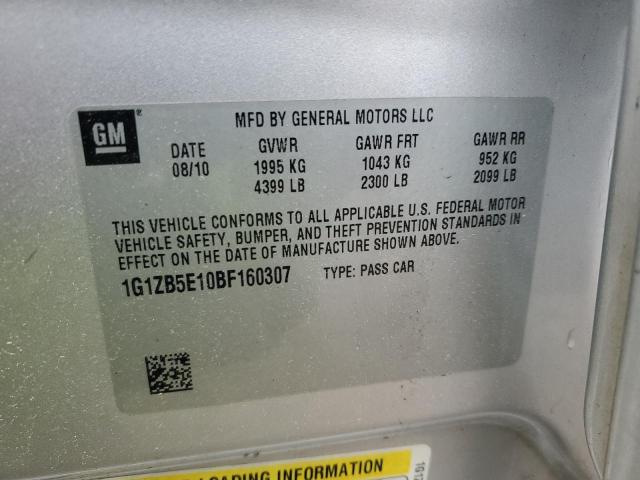 GM
MFD BY GENERAL MOTORS LLC
DATE GVWR GAWR FRT GAWR RR
08/10 1995 KG 1043 KG 952 KG
4399 LB 2300 LB 2099 LB
THIS VEHICLE CONFORMS TO ALL APPLICABLE U.S. FEDERAL MOTOR
VEHICLE SAFETY, BUMPER, AND THEFT PREVENTION STANDARDS IN
EFFECT ON THE DATE OF MANUFACTURE SHOWN ABOVE.
1G1ZB5E10BF160307 TYPE: PASS CAR
LOADING INFORMATION